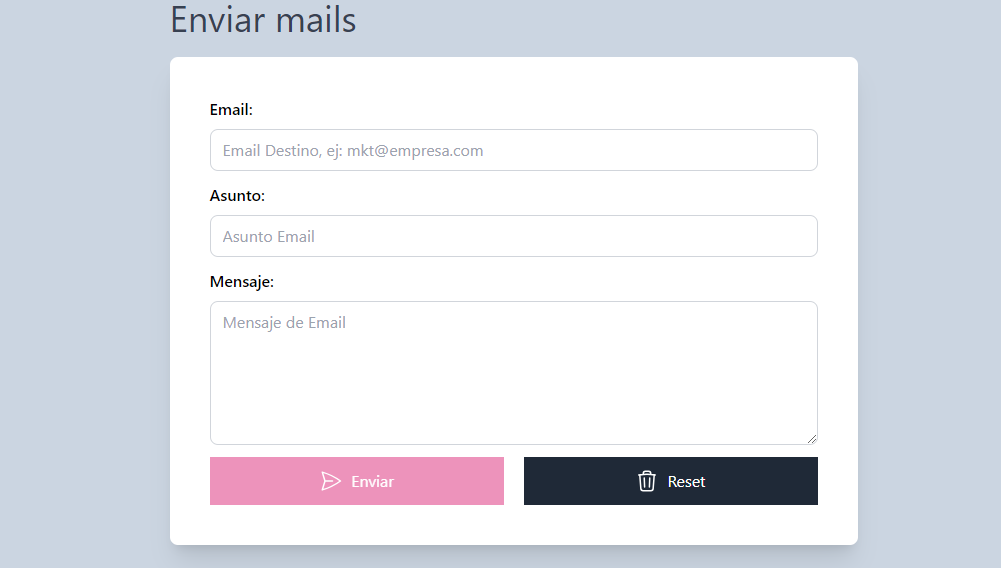 Enviar mails
Email:
Email Destino, ej: mkt@empresa.com
Asunto:
Asunto Email
Mensaje:
Mensaje de Email
Enviar
Reset